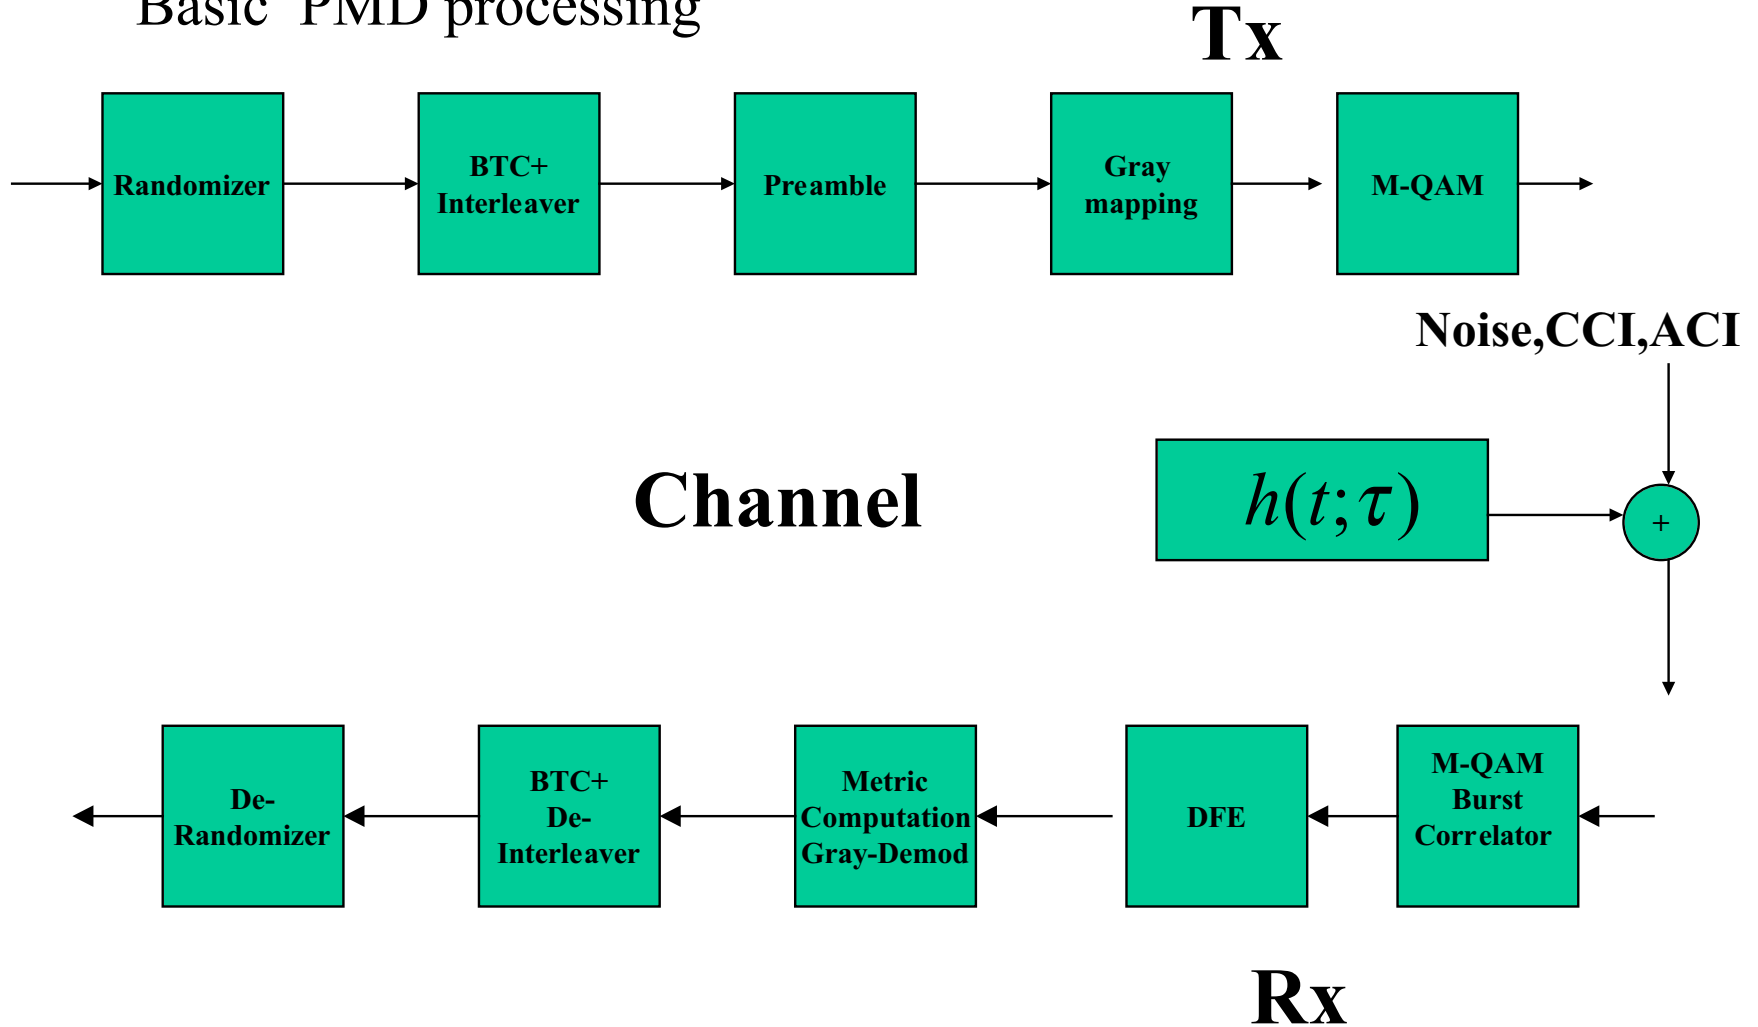 Basic PMD processing
Tx
Randomizer
BTC+
Interleaver
Preamble
Gray
mapping
M-QAM
Noise,CCI,ACI
Channel
h(t;τ)
+
De-
Randomizer
BTC+
De-
Interleaver
Metric
Computation
Gray-Demod
DFE
M-QAM
Burst
Correlator
Rx